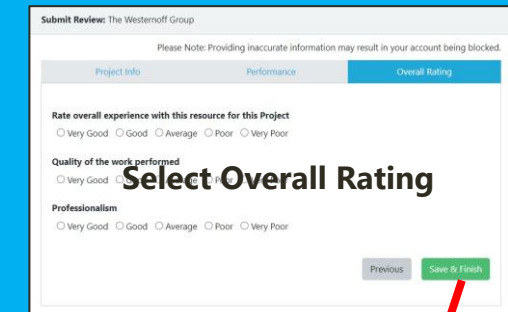 Submit Review: The Westernoff Group
Please Note: Providing inaccurate information may result in your account being blocked.
Project Info Performance Overall Rating
Rate overall experience with this resource for this Project
Very Good Good Average Poor Very Poor
Quality of the work performed
Very Good
Select Overall Rating
Professionalism
Very Good Good Average Poor Very Poor
Previous Save & Finish